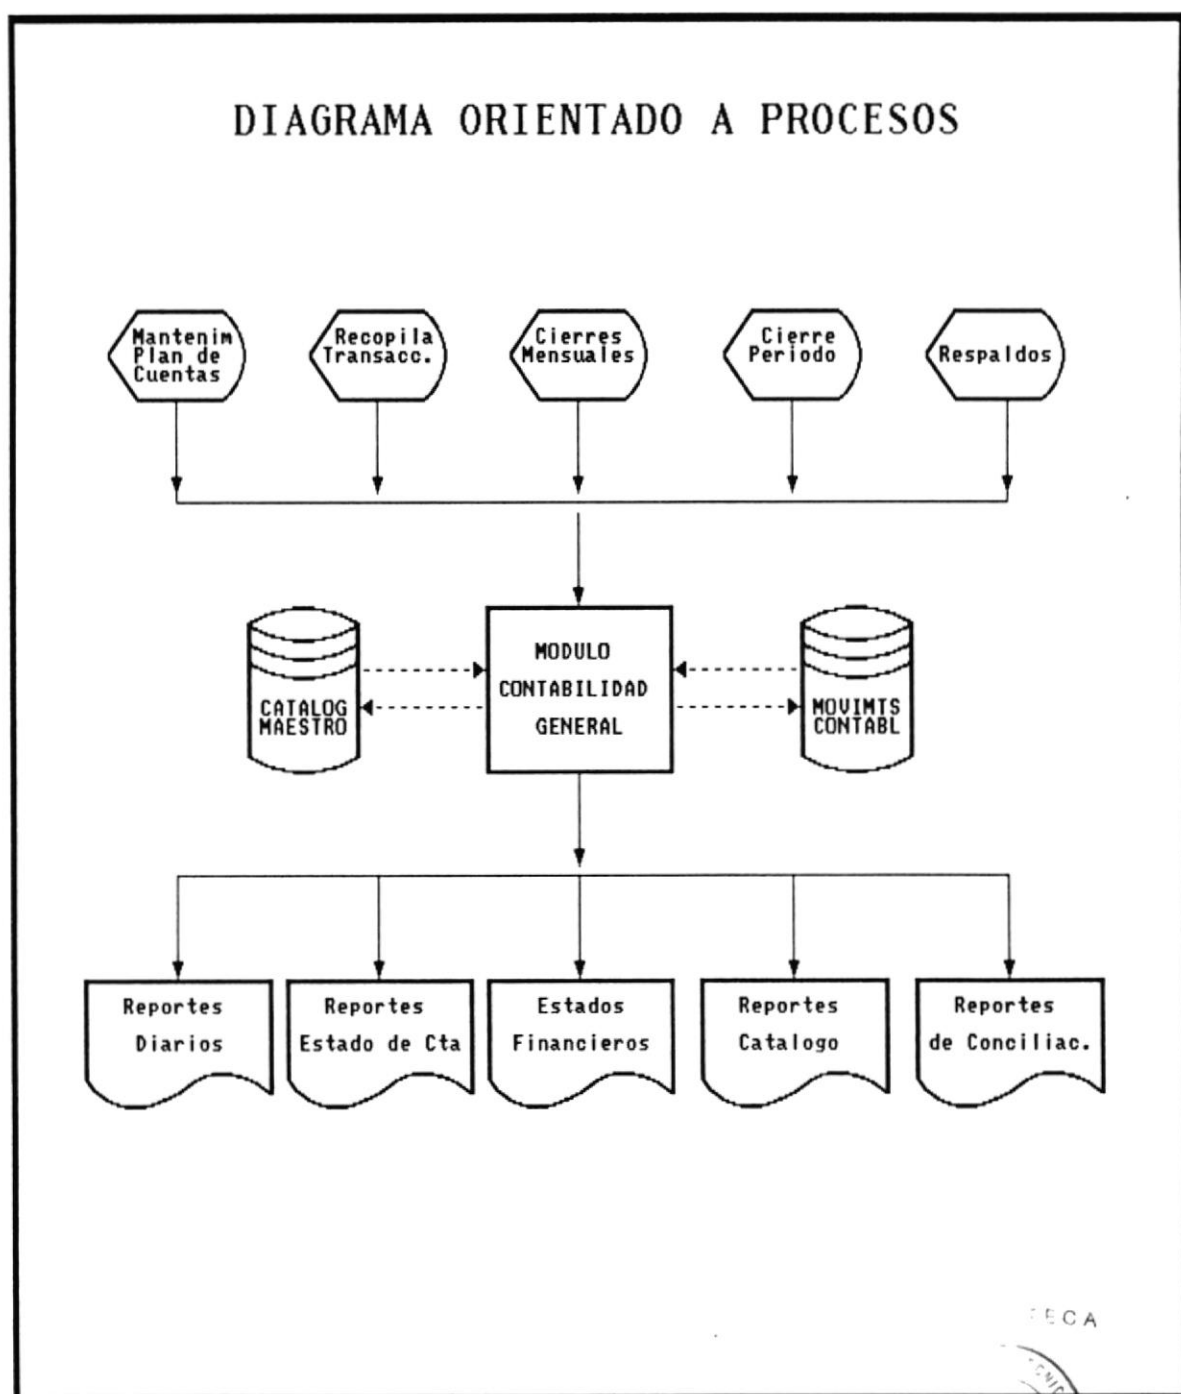 DIAGRAMA ORIENTADO A PROCESOS
Mantenim
Plan de
Cuentas
Recopila
Transacc.
Cierres
Mensuales
Cierre
Periodo
Respaldos
CATALOG
MAESTRO
MODULO
CONTABILIDAD
GENERAL
MOVIMTS
CONTABL
Reportes
Diarios
Reportes
Estado de Cta
Estados
Financieros
Reportes
Catalogo
Reportes
de Conciliac.